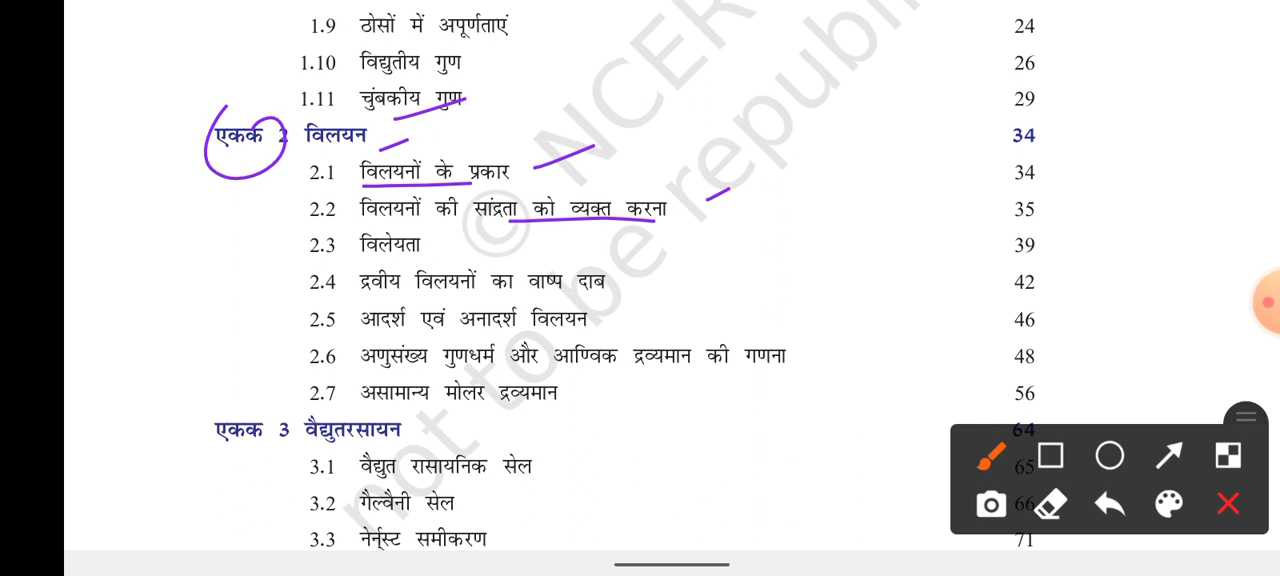 1.9 ठोसों में अपूर्णताएं 24
1.10 विद्युतीय गुण 26
1.11 चुंबकीय गुण 29
एकक 2 विलयन 34
2.1 विलयनों के प्रकार 34
2.2 विलयनों की सांद्रता को व्यक्त करना 35
2.3 विलेयता 39
2.4 द्रवीय विलयनों का वाष्प दाब 42
2.5 आदर्श एवं अनादर्श विलयन 46
2.6 अणुसंख्य गुणधर्म और आण्विक द्रव्यमान की गणना 48
2.7 असामान्य मोलर द्रव्यमान 56
एकक 3 वैद्युतरसायन 64
3.1 वैद्युत रासायनिक सेल 65
3.2 गैल्वैनी सेल 66
3.3 नेर्न्स्ट समीकरण 71
© NCER
not to be republi